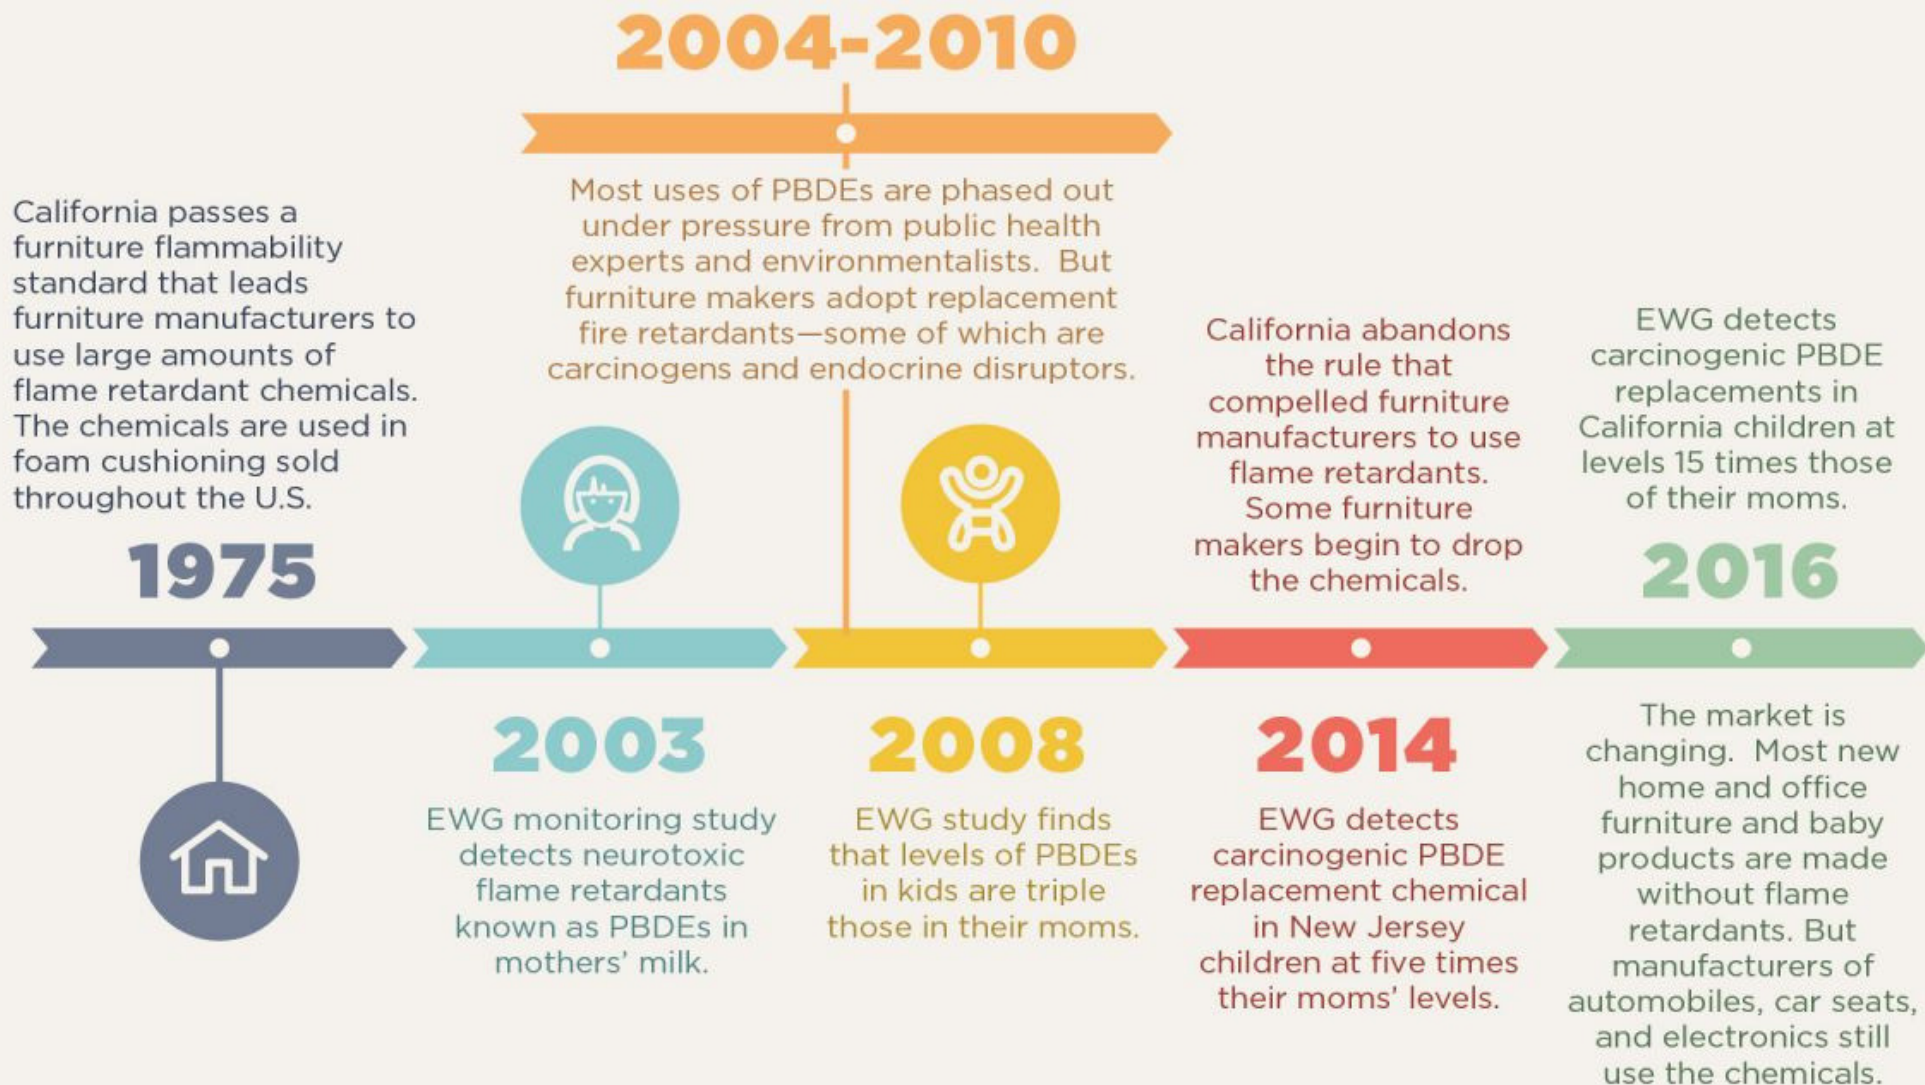 2004-2010
Most uses of PBDEs are phased out
under pressure from public health
experts and environmentalists.  But
furniture makers adopt replacement
fire retardants—some of which are
carcinogens and endocrine disruptors.
California passes a
furniture flammability
standard that leads
furniture manufacturers to
use large amounts of
flame retardant chemicals.
The chemicals are used in
foam cushioning sold
throughout the U.S.
1975
2003
EWG monitoring study
detects neurotoxic
flame retardants
known as PBDEs in
mothers’ milk.
2008
EWG study finds
that levels of PBDEs
in kids are triple
those in their moms.
California abandons
the rule that
compelled furniture
manufacturers to use
flame retardants.
Some furniture
makers begin to drop
the chemicals.
2014
EWG detects
carcinogenic PBDE
replacement chemical
in New Jersey
children at five times
their moms’ levels.
EWG detects
carcinogenic PBDE
replacements in
California children at
levels 15 times those
of their moms.
2016
The market is
changing.  Most new
home and office
furniture and baby
products are made
without flame
retardants. But
manufacturers of
automobiles, car seats,
and electronics still
use the chemicals.